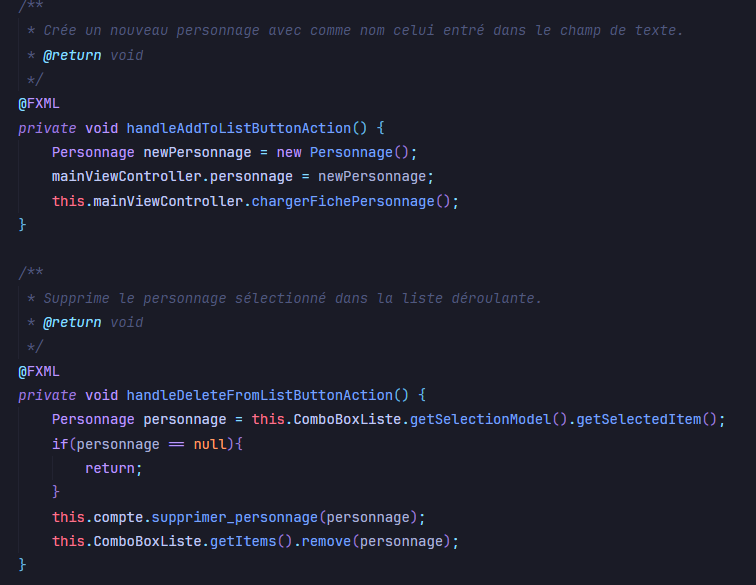 /**
 * Crée un nouveau personnage avec comme nom celui entré dans le champ de texte.
 * @return void
 */
@FXML
private void handleAddToListButtonAction() {
    Personnage newPersonnage = new Personnage();
    mainViewController.personnage = newPersonnage;
    this.mainViewController.chargerFichePersonnage();
}

/**
 * Supprime le personnage sélectionné dans la liste déroulante.
 * @return void
 */
@FXML
private void handleDeleteFromListButtonAction() {
    Personnage personnage = this.ComboBoxListe.getSelectionModel().getSelectedItem();
    if(personnage == null){
        return;
    }
    this.compte.supprimer_personnage(personnage);
    this.ComboBoxListe.getItems().remove(personnage);
}